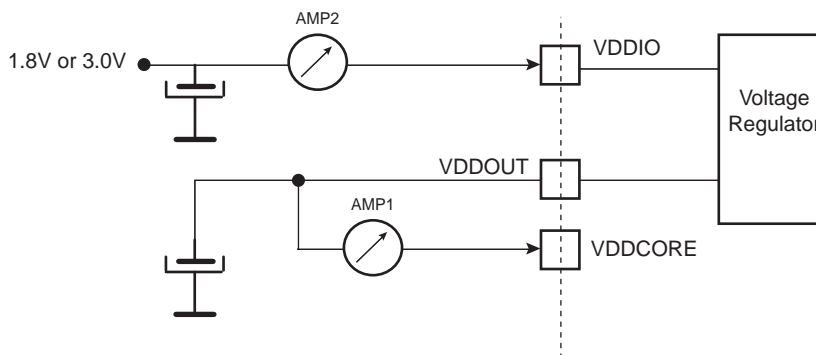 AMP2
1.8V or 3.0V
VDDIO
Voltage
Regulator
VDDOUT
AMP1
VDDCORE